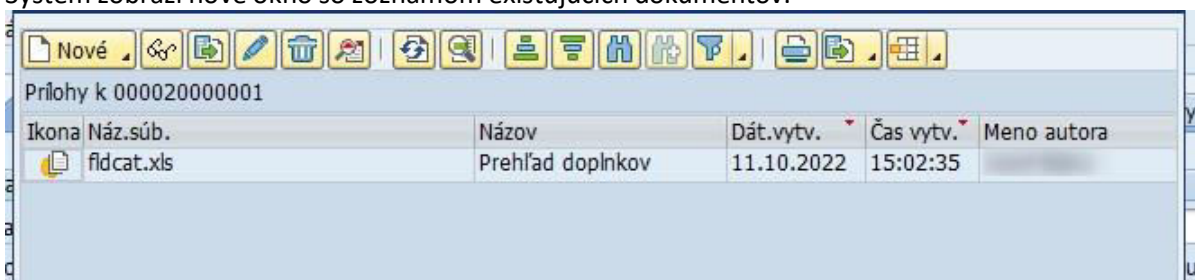 Systém zobrazí nové okno so zoznamom existujúcich dokumentov.
Nové
Prílohy k 000020000001
Ikona Náz.súb. Názov Dát.vytv. Čas vytv. Meno autora
fldcat.xls Prehľad doplnkov 11.10.2022 15:02:35